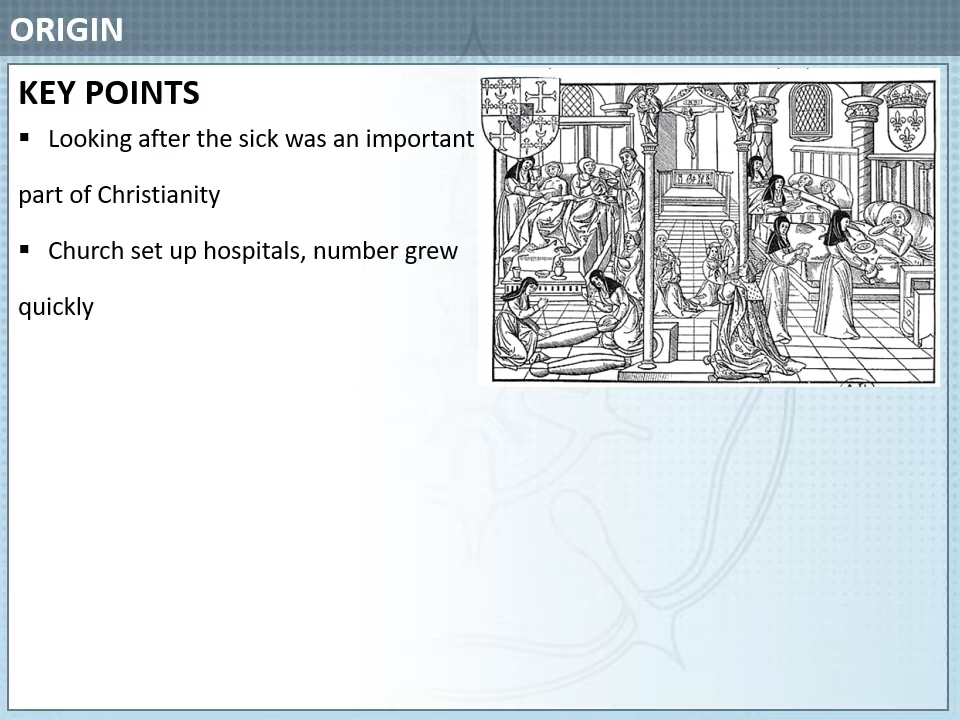 ORIGIN
KEY POINTS
▪ Looking after the sick was an important
part of Christianity
▪ Church set up hospitals, number grew
quickly